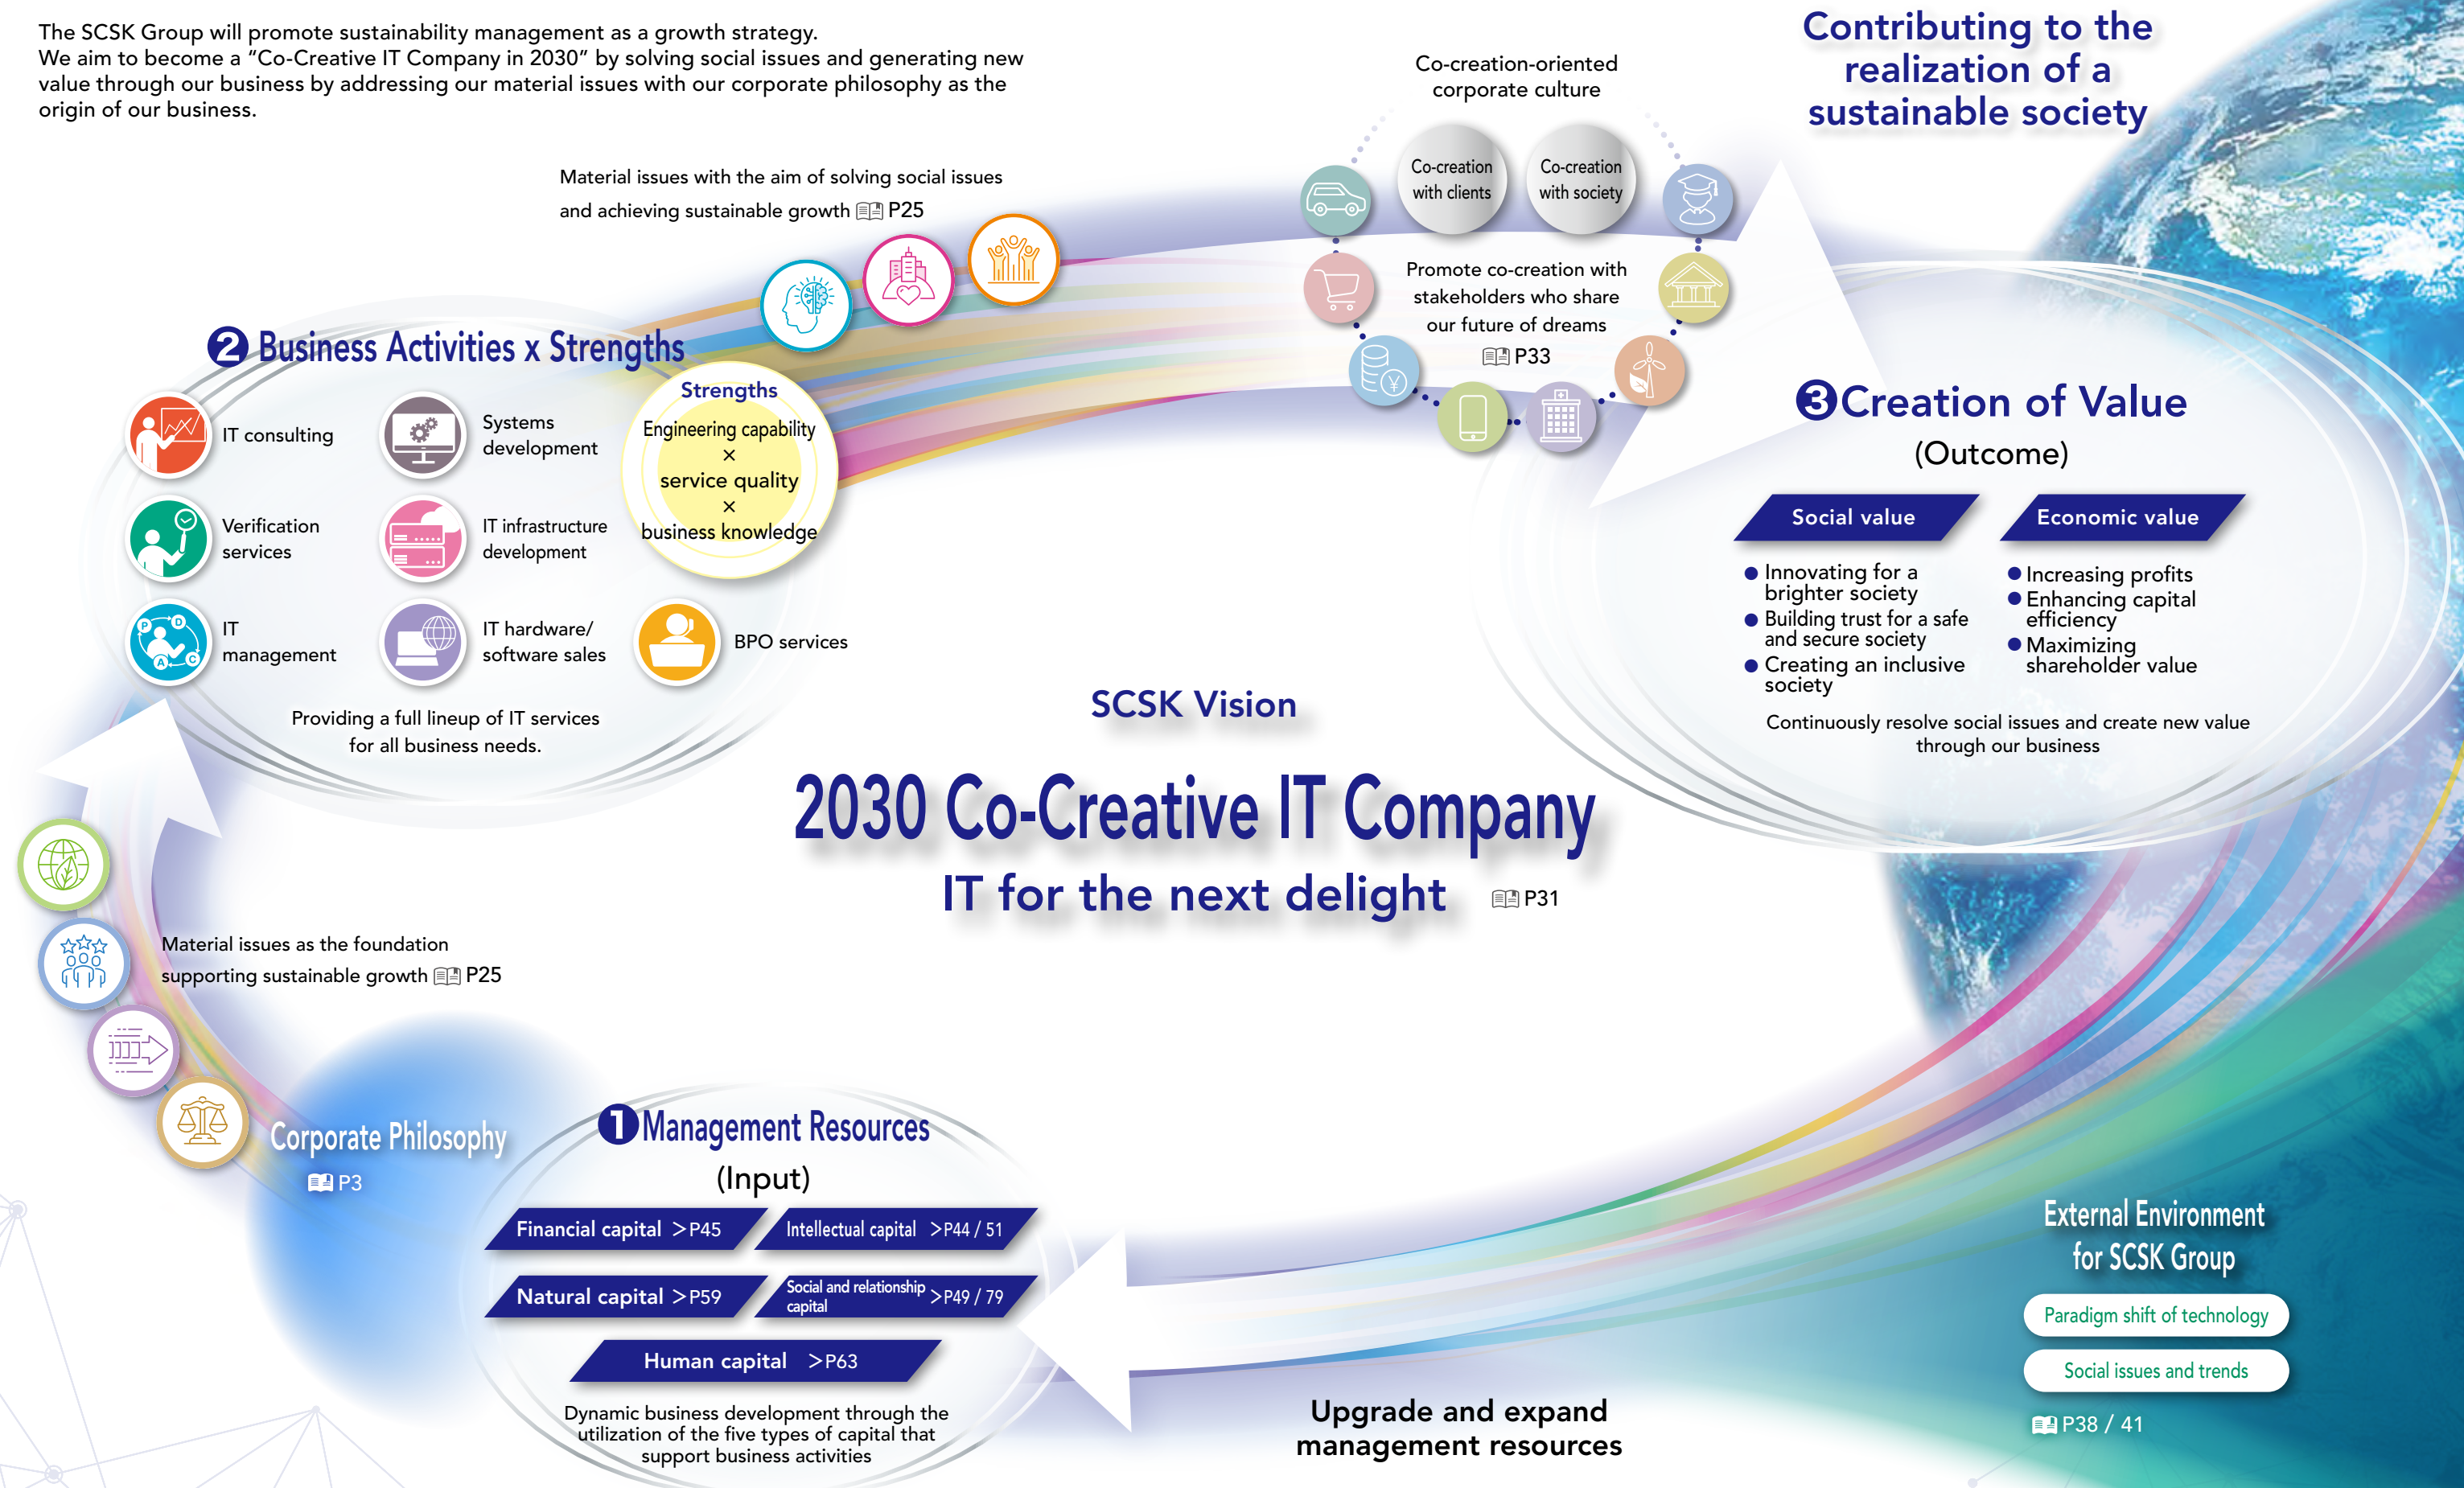 The SCSK Group will promote sustainability management as a growth strategy.
We aim to become a “Co-Creative IT Company in 2030” by solving social issues and generating new
value through our business by addressing our material issues with our corporate philosophy as the
origin of our business.
Contributing to the
realization of a
sustainable society
Co-creation-oriented
corporate culture
Co-creation
with clients
Co-creation
with society
Promote co-creation with
stakeholders who share
our future of dreams
P33
Material issues with the aim of solving social issues
and achieving sustainable growth P25
2 Business Activities x Strengths
IT consulting
Systems
development
Verification
services
IT infrastructure
development
P D A C
IT
management
IT hardware/
software sales
BPO services
Providing a full lineup of IT services
for all business needs.
Strengths
Engineering capability
×
service quality
×
business knowledge
3 Creation of Value
(Outcome)
Social value
● Innovating for a
brighter society
● Building trust for a safe
and secure society
● Creating an inclusive
society
Economic value
● Increasing profits
● Enhancing capital
efficiency
● Maximizing
shareholder value
Continuously resolve social issues and create new value
through our business
SCSK Vision
2030 Co-Creative IT Company
IT for the next delight P31
Material issues as the foundation
supporting sustainable growth P25
Corporate Philosophy
P3
1 Management Resources
(Input)
Financial capital >P45
Intellectual capital >P44 / 51
Natural capital >P59
Social and relationship
capital >P49 / 79
Human capital >P63
Dynamic business development through the
utilization of the five types of capital that
support business activities
Upgrade and expand
management resources
External Environment
for SCSK Group
Paradigm shift of technology
Social issues and trends
P38 / 41
¥